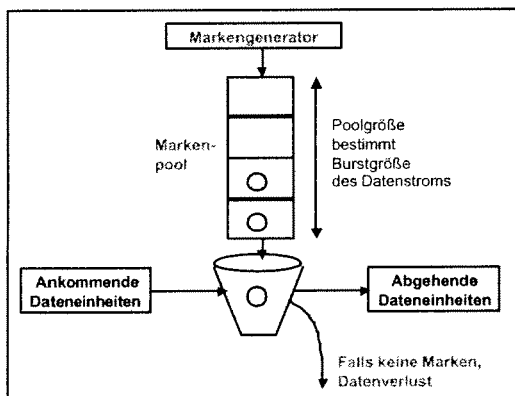 Markengenerator
Marken-
pool
Poolgröße
bestimmt
Burstgröße
des Datenstroms
Ankommende
Dateneinheiten
Abgehende
Dateneinheiten
Falls keine Marken,
Datenverlust